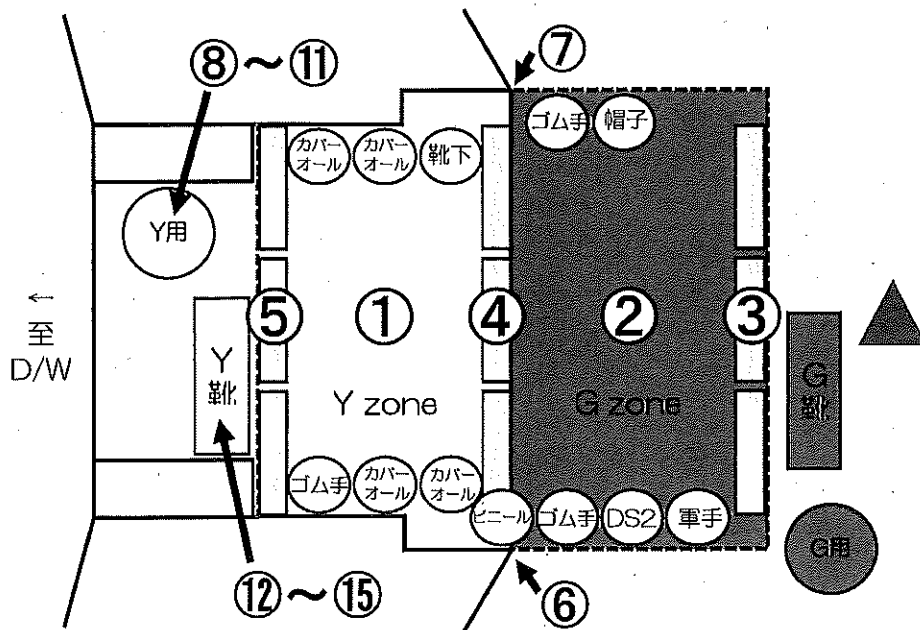 ⑧～⑪
⑦
ゴム手
帽子
カバー
オール
カバー
オール
靴下
Y用
←
至
D/W
⑤
①
④
②
③
Y
靴
Y zone
G zone
G
靴
ゴム手
カバー
オール
カバー
オール
ビニール
ゴム手
DS2
軍手
G用
⑫～⑮
⑥